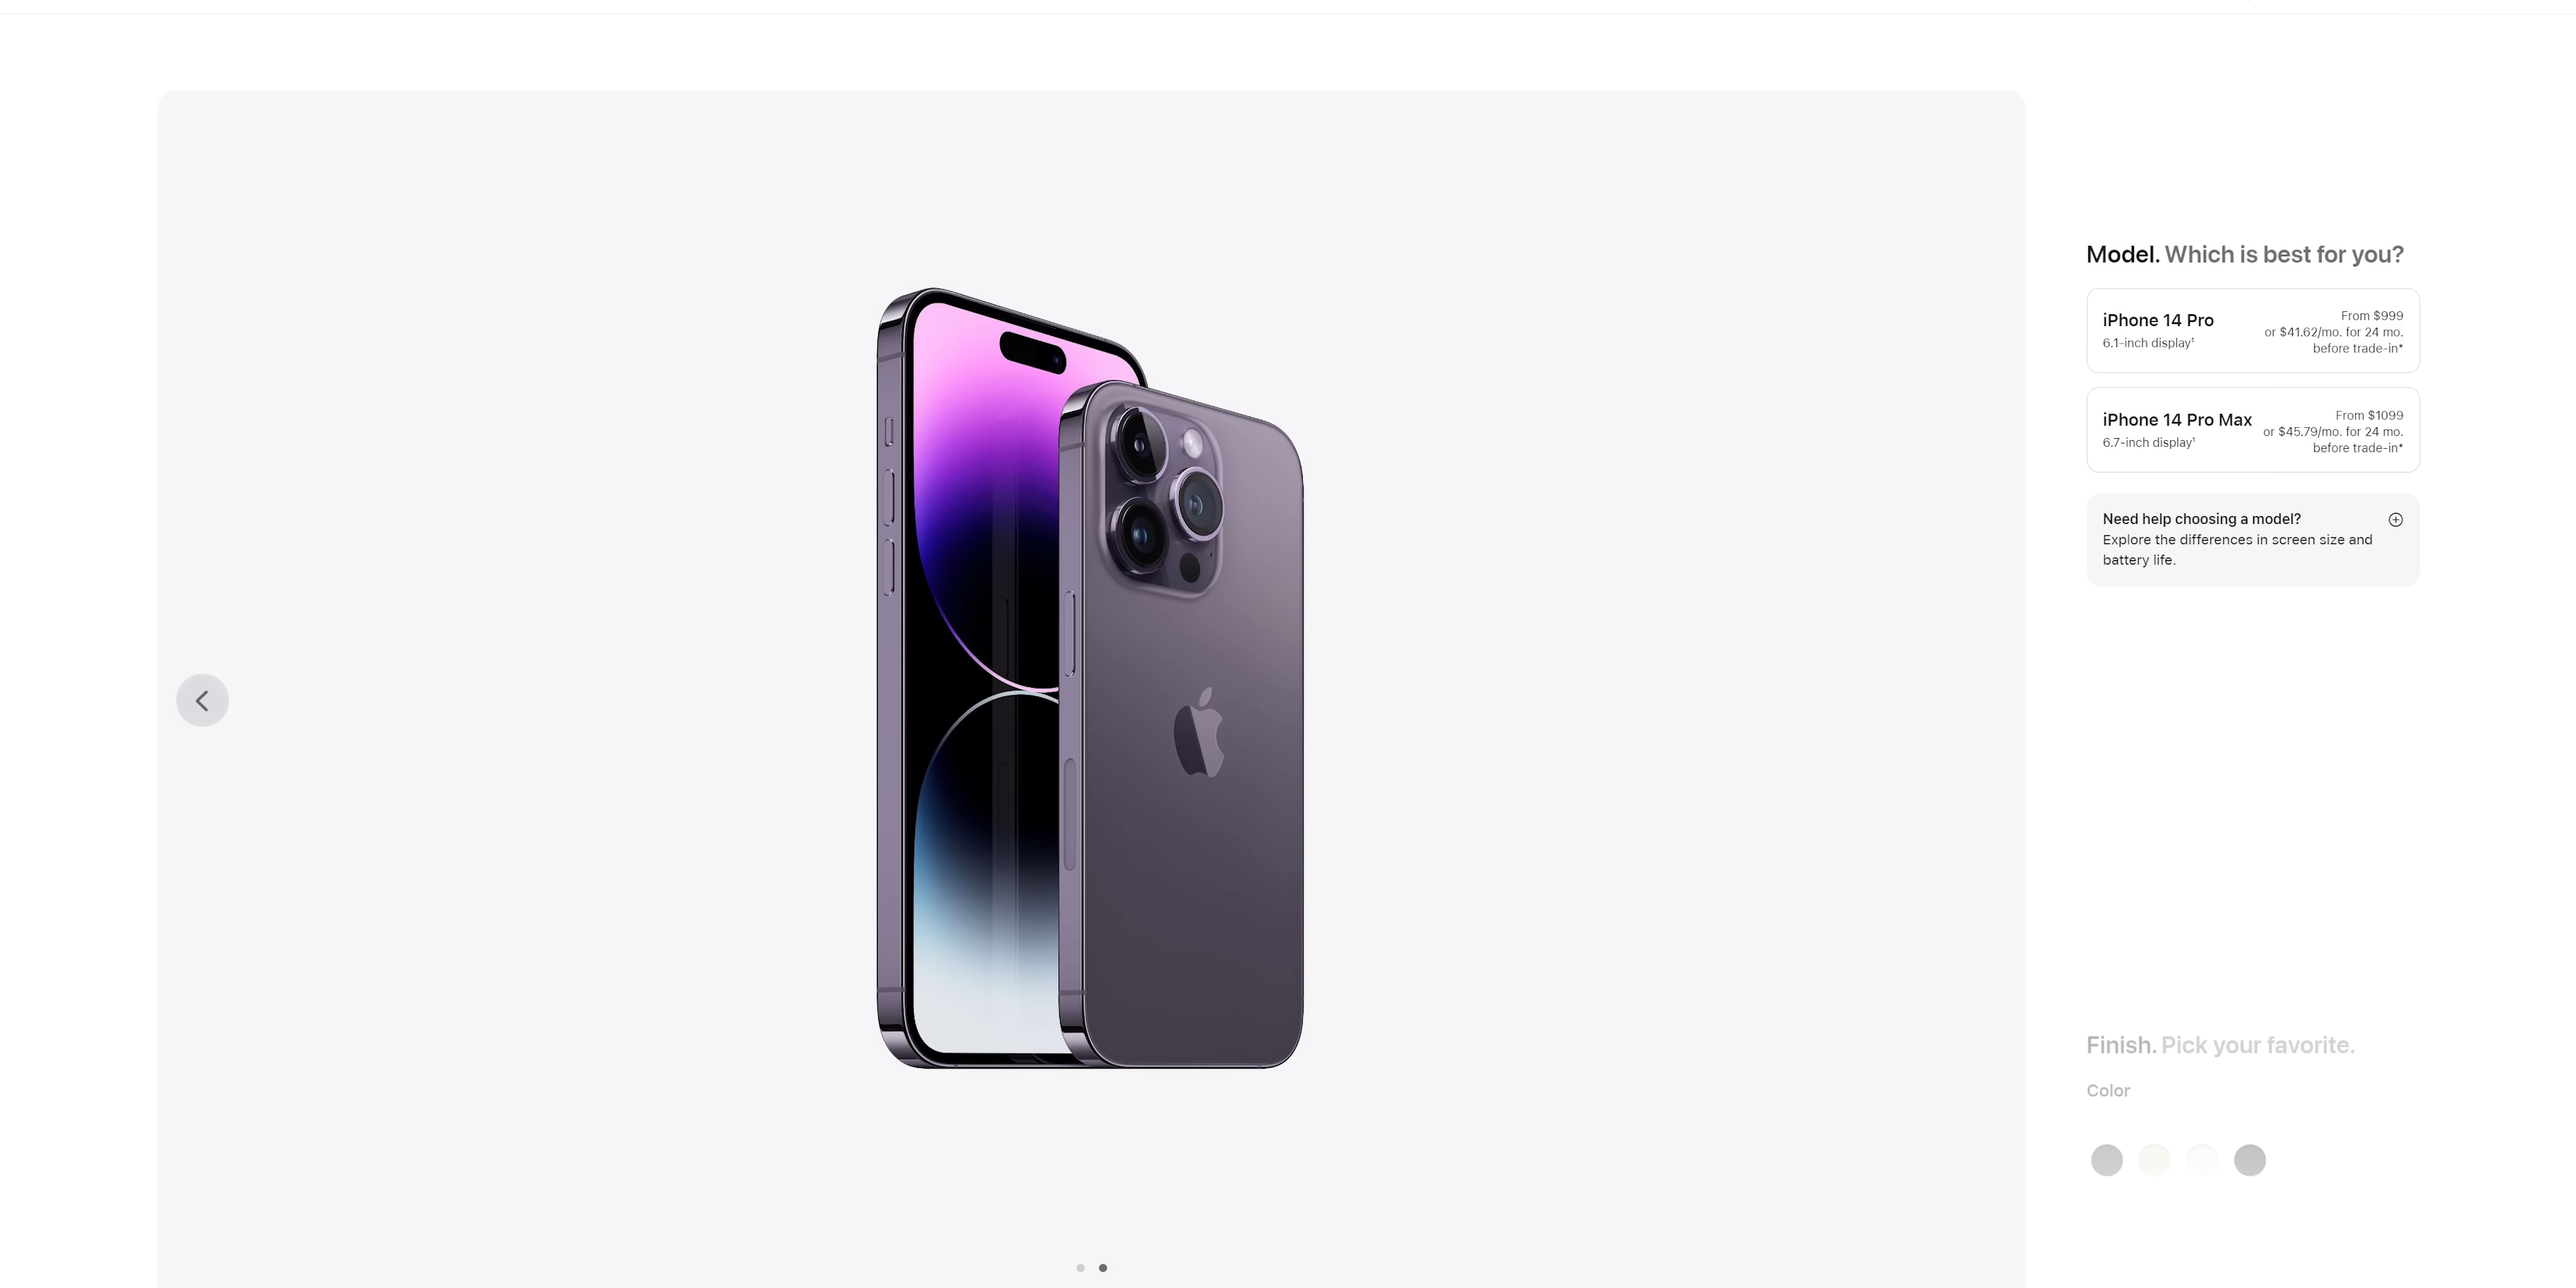 Model. Which is best for you?
iPhone 14 Pro
6.1-inch display¹
From $999
or $41.62/mo. for 24 mo.
before trade-in*
iPhone 14 Pro Max
6.7-inch display¹
From $1099
or $45.79/mo. for 24 mo.
before trade-in*
Need help choosing a model?
Explore the differences in screen size and
battery life.
Finish. Pick your favorite.
Color